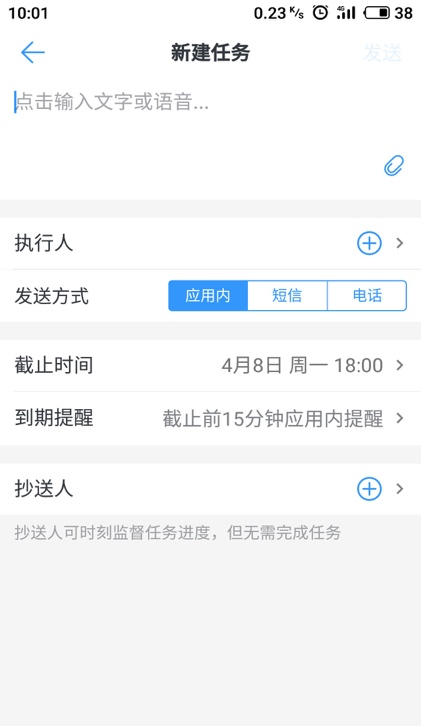 10:01 0.23 K/s 4G 38
新建任务 发送
点击输入文字或语音...
执行人
发送方式 应用内 短信 电话
截止时间 4月8日 周一 18:00
到期提醒 截止前15分钟应用内提醒
抄送人
抄送人可时刻监督任务进度，但无需完成任务